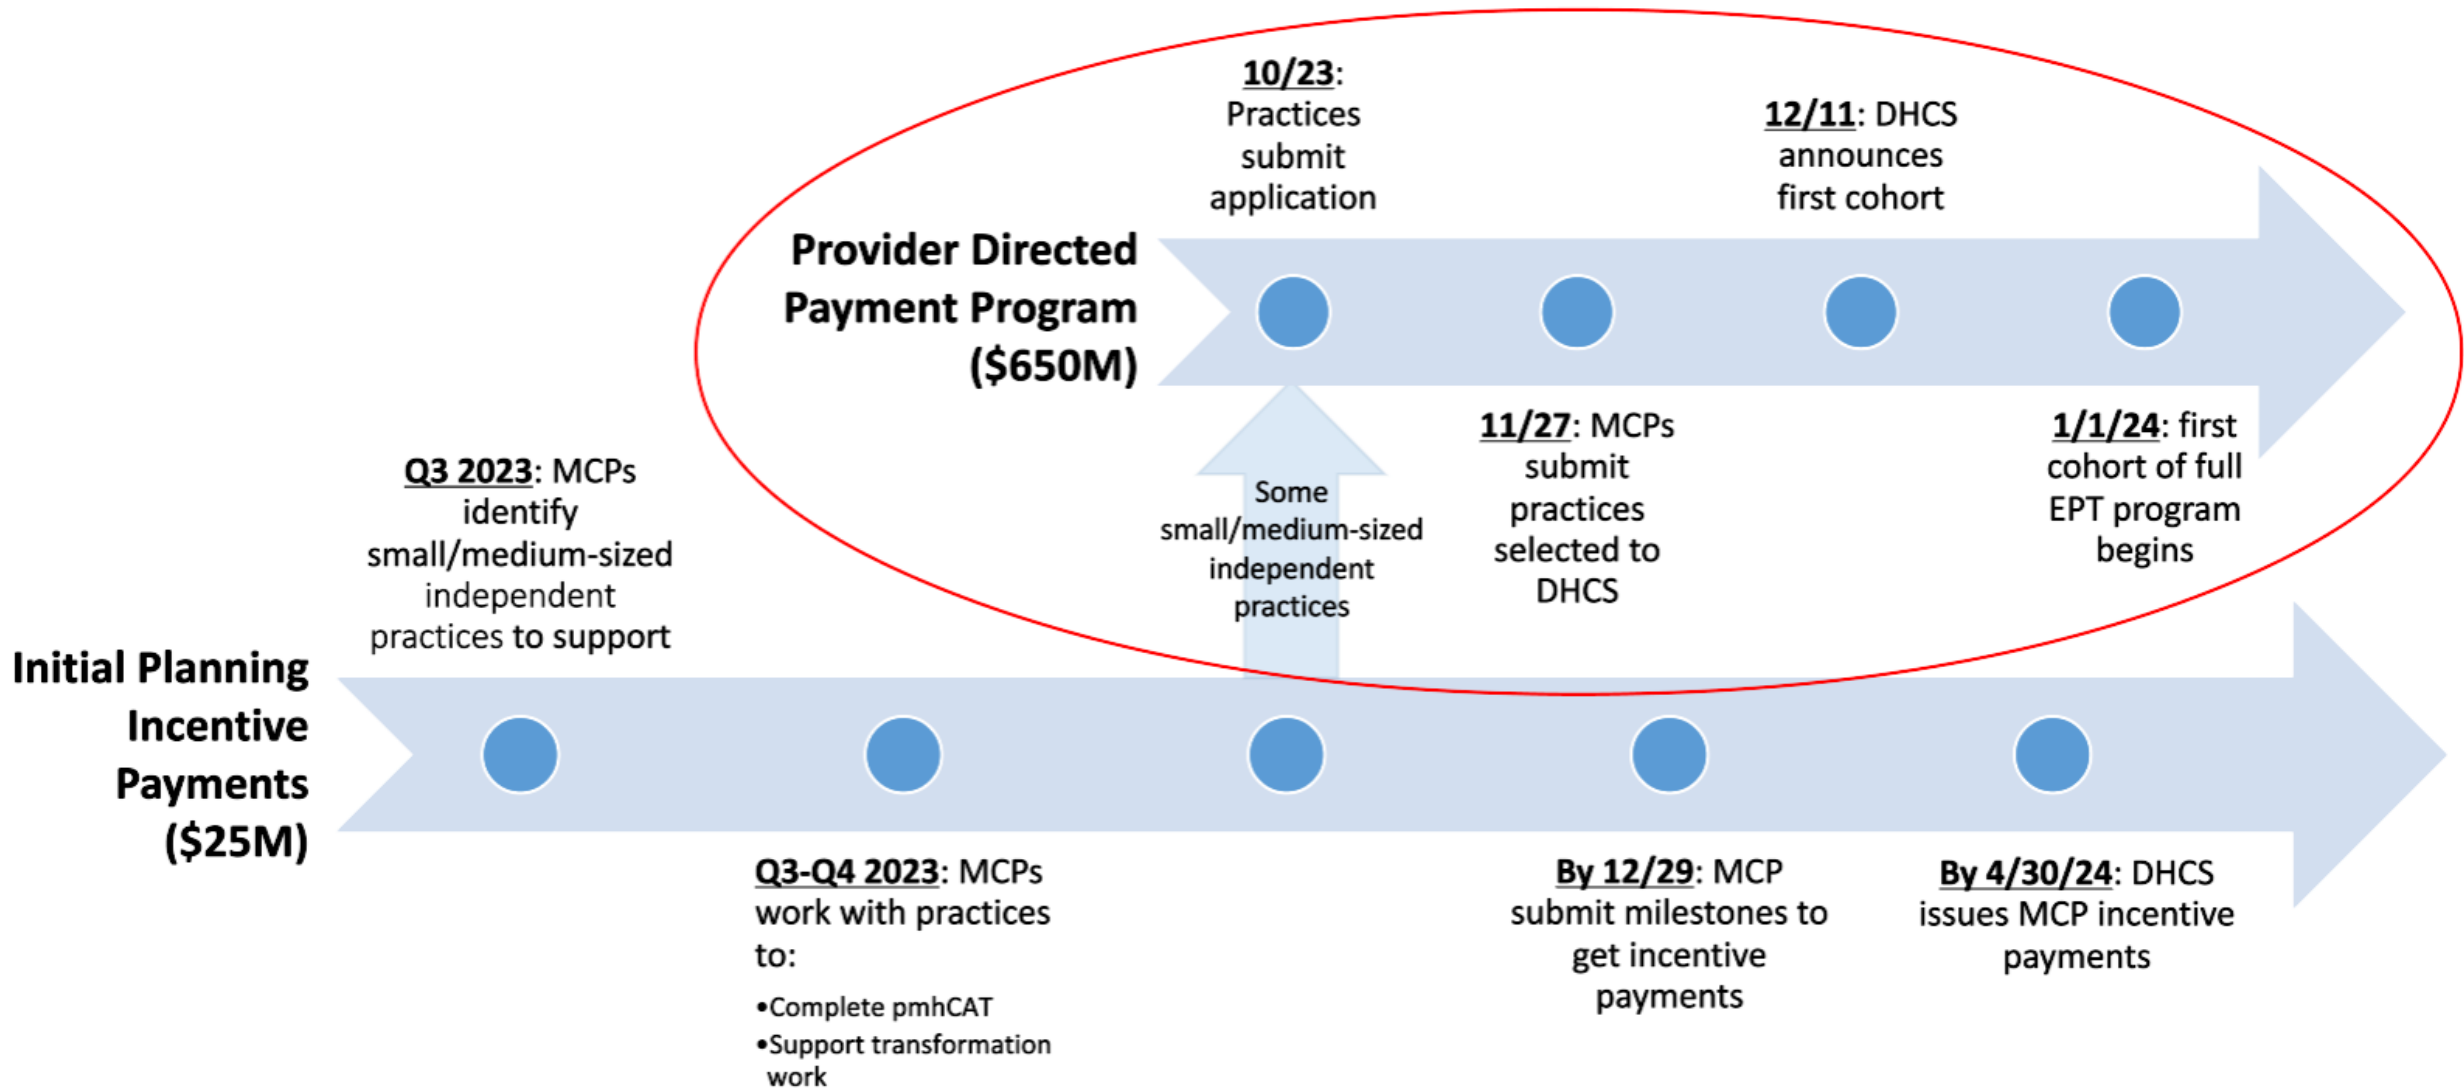 10/23:
Practices
submit
application
12/11: DHCS
announces
first cohort
Provider Directed
Payment Program
($650M)
11/27: MCPs
submit
practices
selected to
DHCS
1/1/24: first
cohort of full
EPT program
begins
Some
small/medium-sized
independent
practices
Q3 2023: MCPs
identify
small/medium-sized
independent
practices to support
Initial Planning
Incentive
Payments
($25M)
Q3-Q4 2023: MCPs
work with practices
to:
•Complete pmhCAT
•Support transformation
work
By 12/29: MCP
submit milestones to
get incentive
payments
By 4/30/24: DHCS
issues MCP incentive
payments